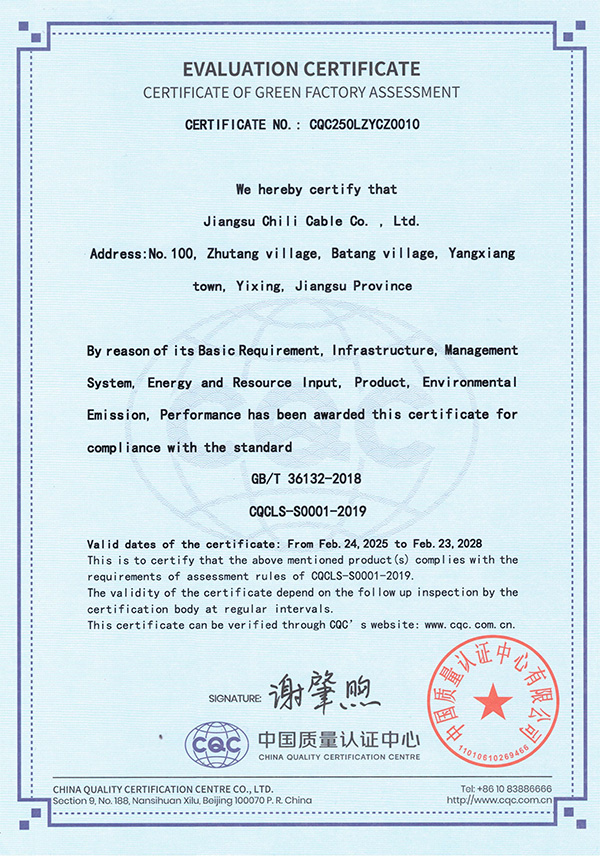 EVALUATION CERTIFICATE
CERTIFICATE OF GREEN FACTORY ASSESSMENT
CERTIFICATE NO.: CQC25OLZYCZ0010
We hereby certify that
Jiangsu Chili Cable Co. , Ltd.
Address:No.100, Zhutang village, Batang village, Yangxiang
town, Yixing, Jiangsu Province
By reason of its Basic Requirement, Infrastructure, Management
System, Energy and Resource Input, Product, Environmental
Emission, Performance has been awarded this certificate for
compliance with the standard
GB/T 36132-2018
CQCLS-S0001-2019
Valid dates of the certificate: From Feb.24,2025 to Feb.23,2028
This is to certify that the above mentioned product(s) complies with the
requirements of assessment rules of CQCLS-S0001-2019.
The validity of the certificate depend on the follow up inspection by the
certification body at regular intervals.
This certificate can be verified through CQC’s website: www.cqc.com.cn.
SIGNATURE: 谢肇煦
CQC 中国质量认证中心
CHINA QUALITY CERTIFICATION CENTRE
中国质量认证中心有限公司
11010610269466
CHINA QUALITY CERTIFICATION CENTRE CO., LTD.
Section 9, No. 188, Nansihuan Xilu, Beijing 100070 P. R. China
Tel: +86 10 83886666
http://www.cqc.com.cn
CQC